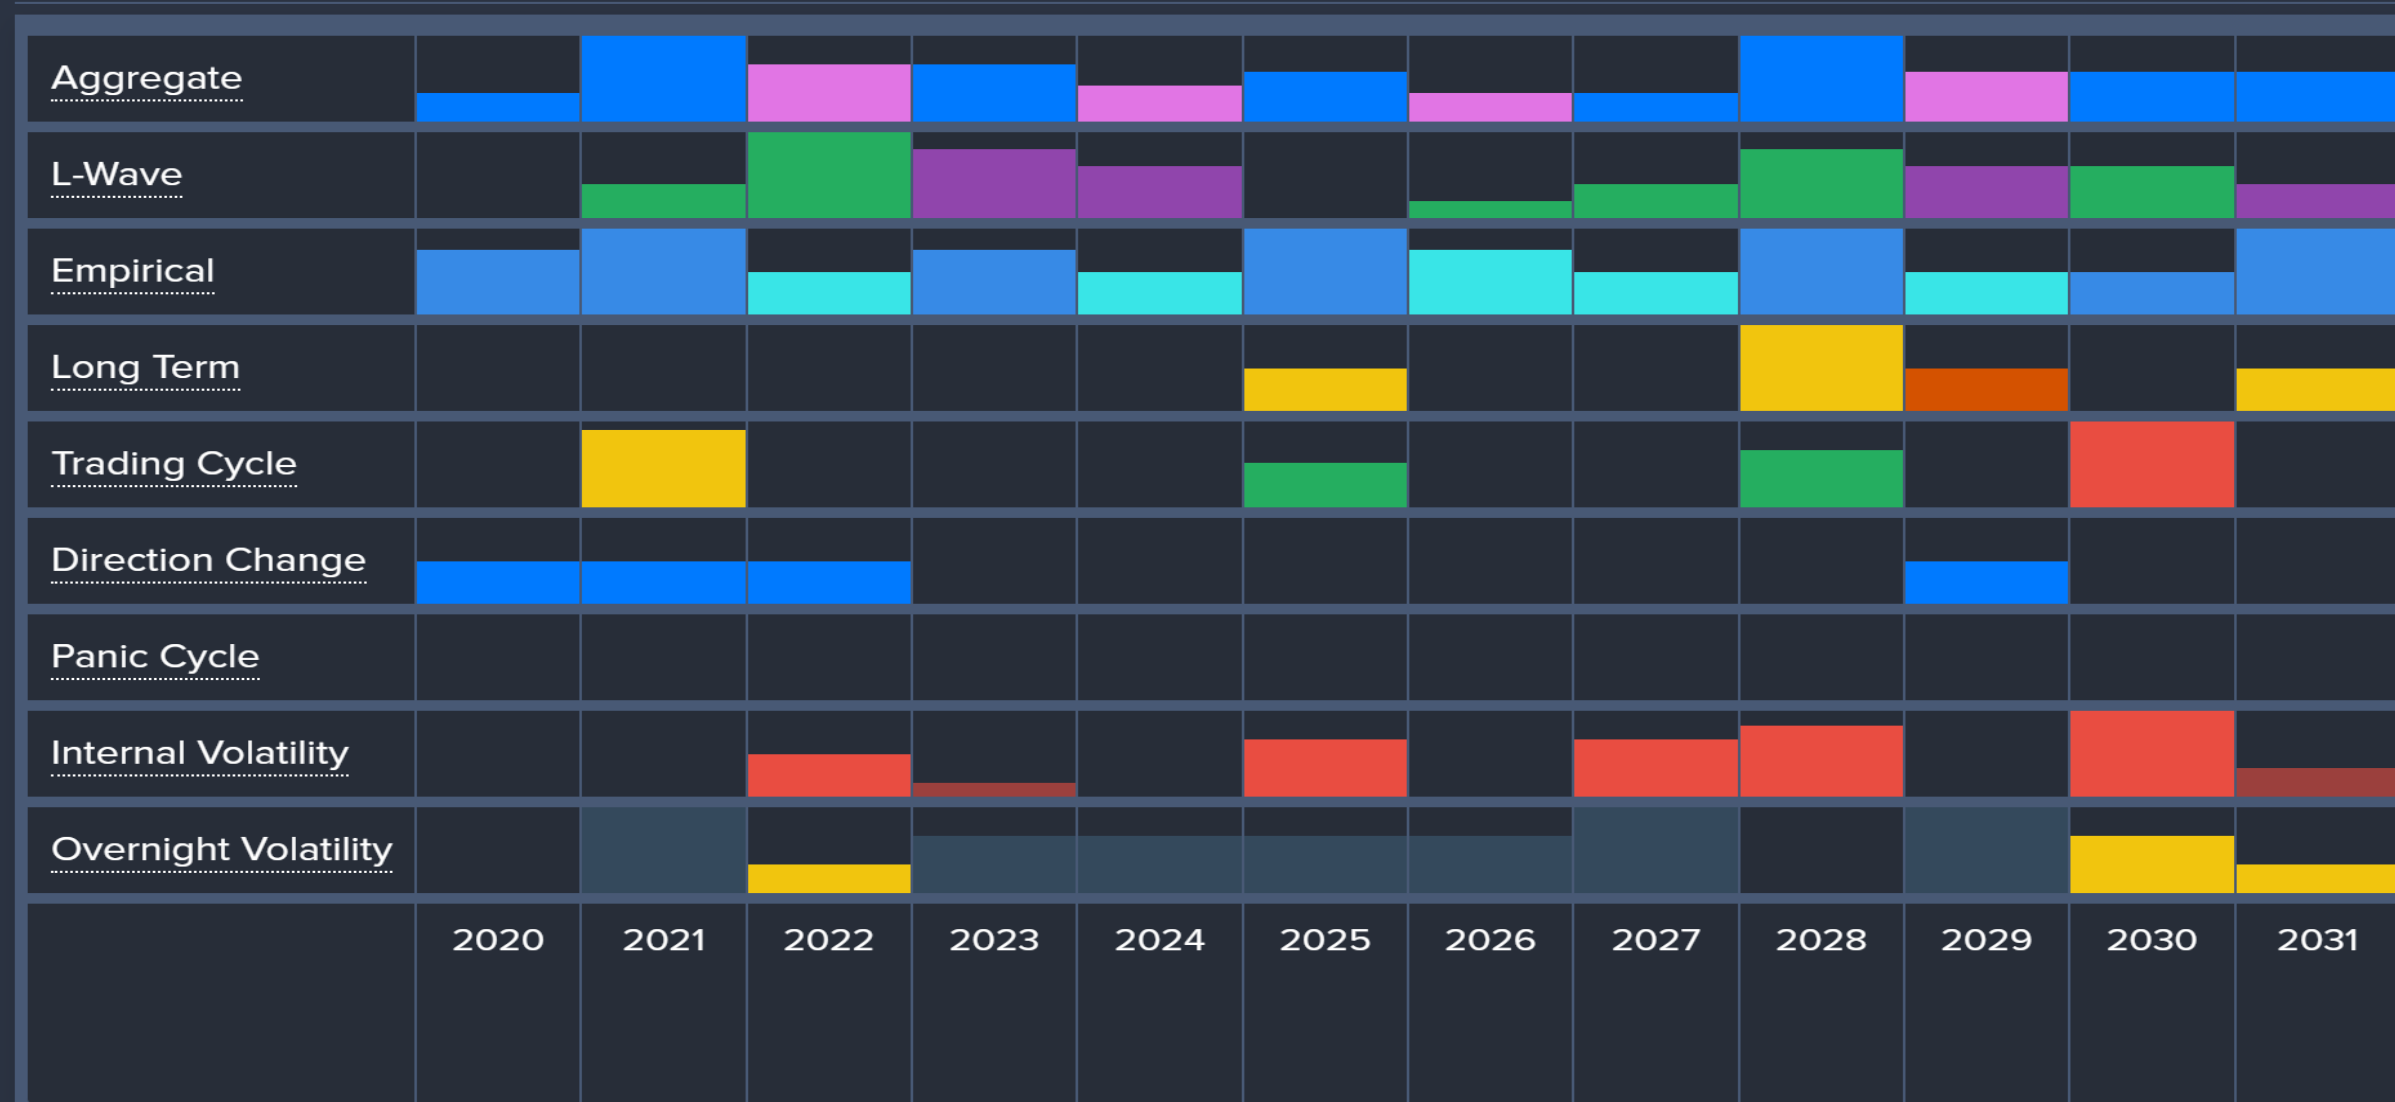 Aggregate
L-Wave
Empirical
Long Term
Trading Cycle
Direction Change
Panic Cycle
Internal Volatility
Overnight Volatility
2020 2021 2022 2023 2024 2025 2026 2027 2028 2029 2030 2031